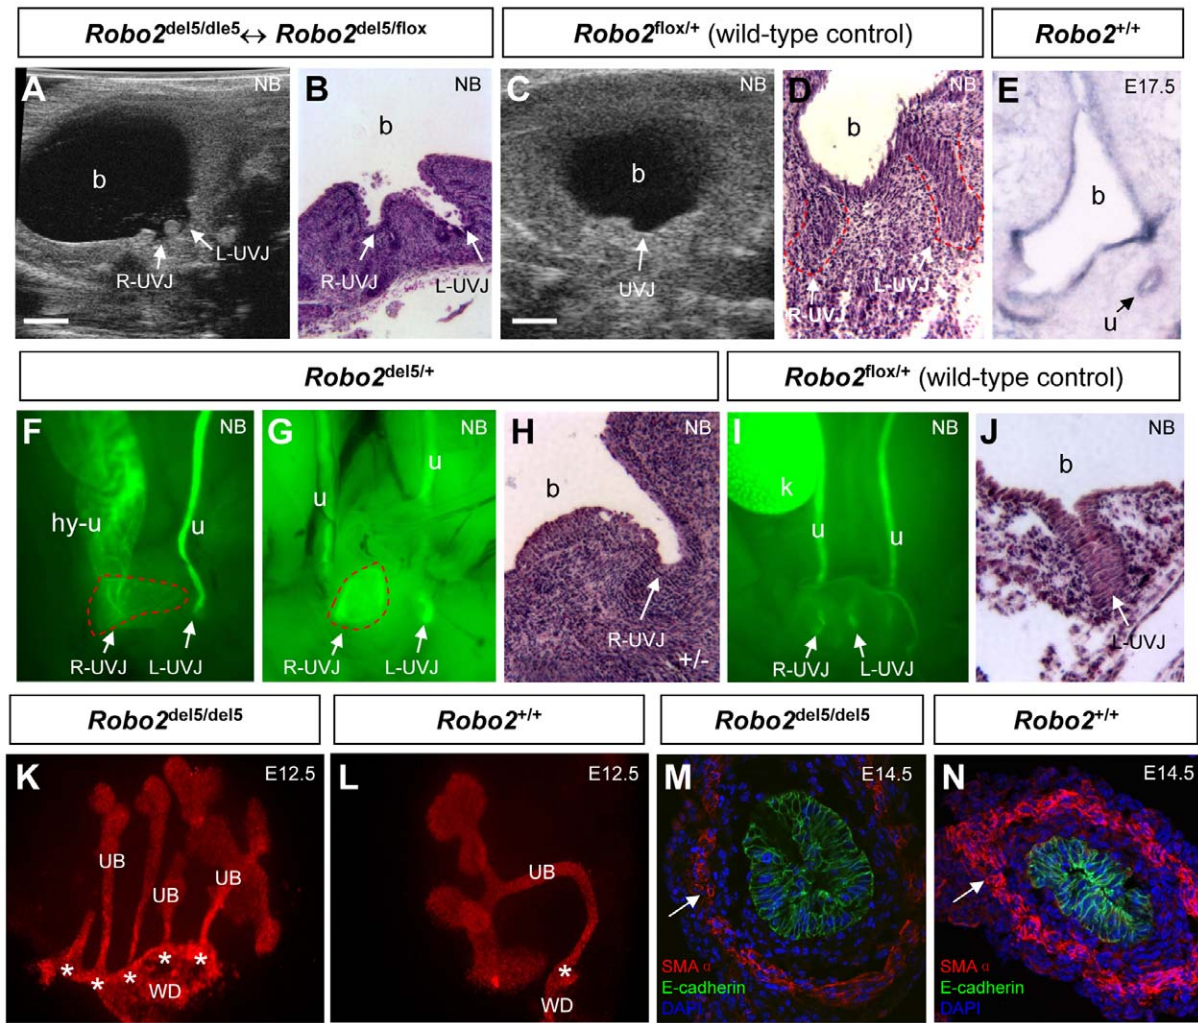 Robo2del5/dle5 ↔ Robo2del5/flox
Robo2flox/+ (wild-type control)
Robo2+/+
A NB
b
R-UVJ
L-UVJ
B NB
b
R-UVJ
L-UVJ
C NB
b
UVJ
D NB
b
R-UVJ
L-UVJ
E E17.5
b
u
Robo2del5/+
Robo2flox/+ (wild-type control)
F NB
hy-u
u
R-UVJ
L-UVJ
G NB
u
u
R-UVJ
L-UVJ
H NB
b
R-UVJ
+/-
I NB
k
u
u
R-UVJ
L-UVJ
J NB
b
L-UVJ
Robo2del5/del5
Robo2+/+
Robo2del5/del5
Robo2+/+
K E12.5
UB
UB
UB
* * * * *
WD
L E12.5
UB
*
WD
M E14.5
SMA α
E-cadherin
DAPI
N E14.5
SMA α
E-cadherin
DAPI